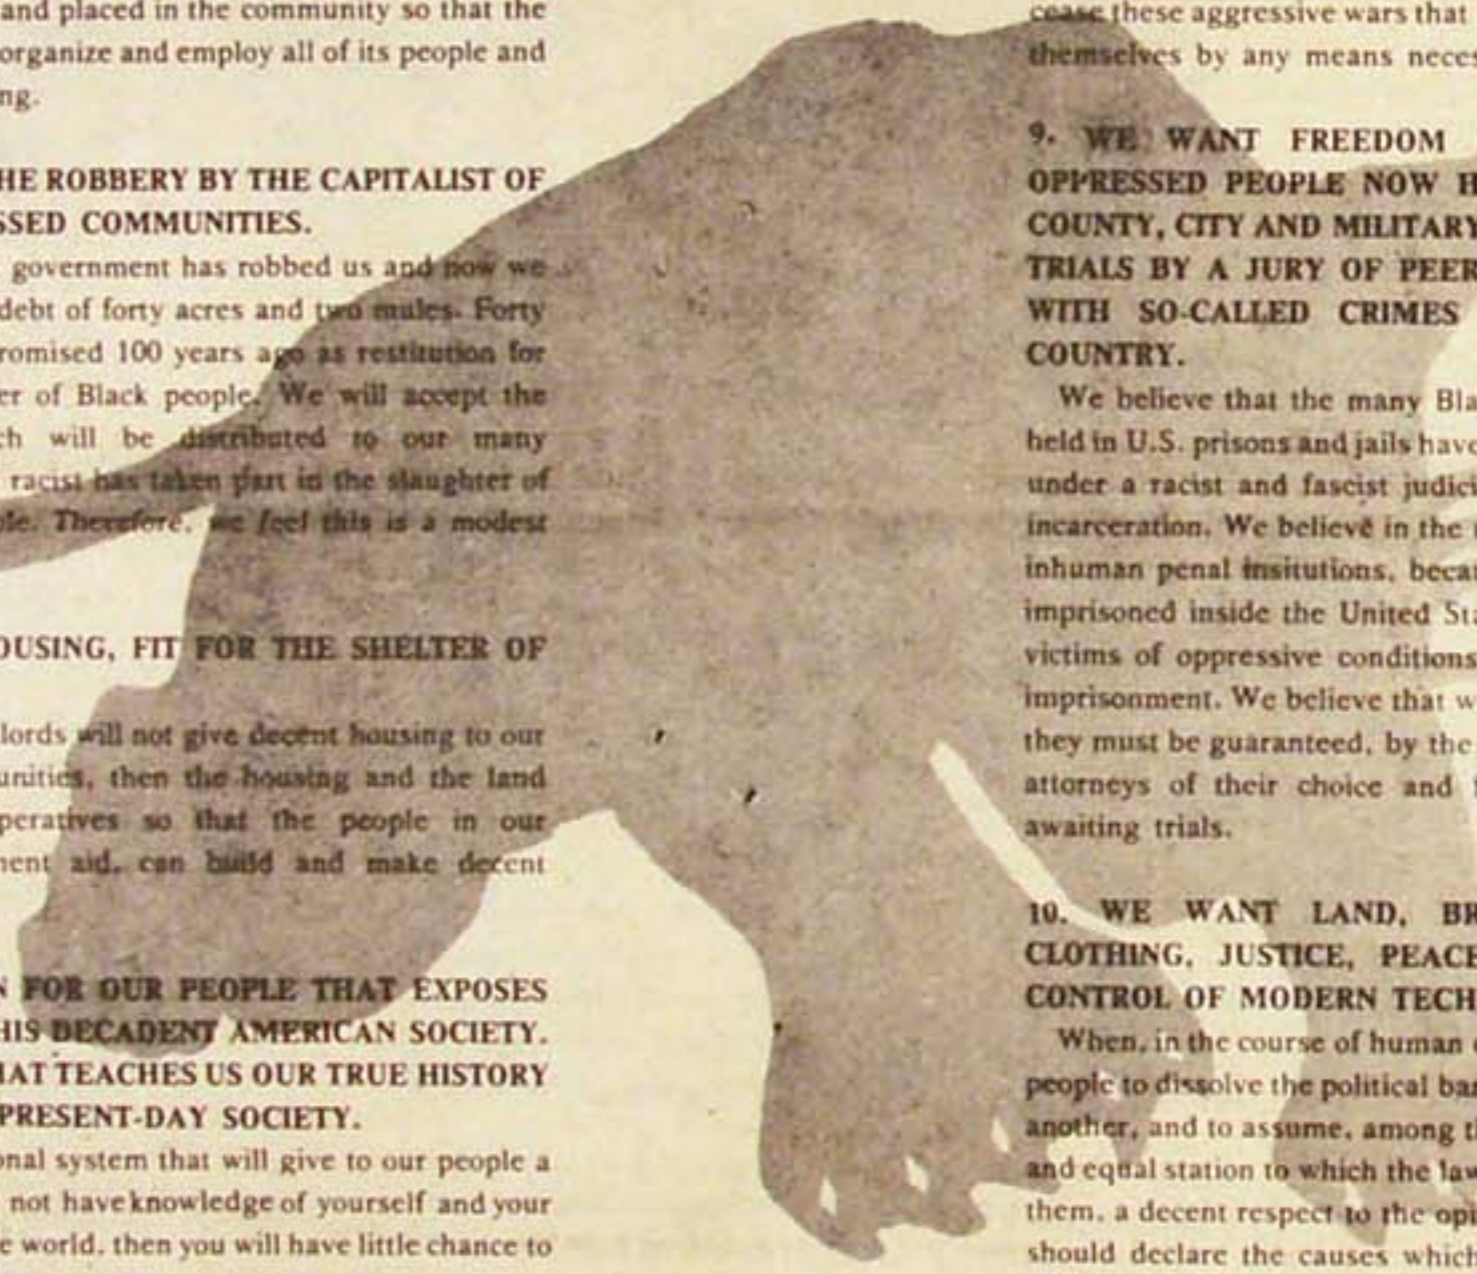 and placed in the community so that the
organize and employ all of its people and
ng.
HE ROBBERY BY THE CAPITALIST OF
SSED COMMUNITIES.
government has robbed us and now we
debt of forty acres and two mules. Forty
romised 100 years ago as restitution for
er of Black people. We will accept the
ch will be distributed to our many
racist has taken part in the slaughter of
ple. Therefore, we feel this is a modest
OUSING, FIT FOR THE SHELTER OF
lords will not give decent housing to our
unities, then the housing and the land
peratives so that the people in our
ment aid, can build and make decent
N FOR OUR PEOPLE THAT EXPOSES
HIS DECADENT AMERICAN SOCIETY.
HAT TEACHES US OUR TRUE HISTORY
PRESENT-DAY SOCIETY.
onal system that will give to our people a
not have knowledge of yourself and your
e world, then you will have little chance to
cease these aggressive wars that
themselves by any means neces
9. WE WANT FREEDOM
OPPRESSED PEOPLE NOW H
COUNTY, CITY AND MILITARY
TRIALS BY A JURY OF PEER
WITH SO-CALLED CRIMES
COUNTRY.
We believe that the many Bla
held in U.S. prisons and jails have
under a racist and fascist judici
incarceration. We believe in the
inhuman penal insitutions, becau
imprisoned inside the United Sta
victims of oppressive conditions
imprisonment. We believe that w
they must be guaranteed, by the
attorneys of their choice and f
awaiting trials.
10. WE WANT LAND, BR
CLOTHING, JUSTICE, PEACE
CONTROL OF MODERN TECH
When, in the course of human e
people to dissolve the political ban
another, and to assume, among th
and equal station to which the law
them, a decent respect to the opi
should declare the causes which